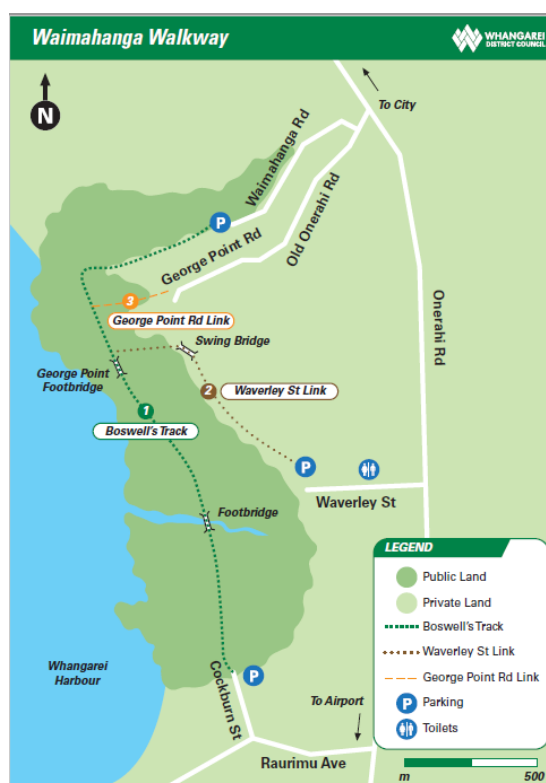 Waimahanga Walkway
WHANGAREI
DISTRICT COUNCIL
N
To City
Waimahanga Rd
P
George Point Rd
Old Onerahi Rd
Onerahi Rd
3
George Point Rd Link
Swing Bridge
George Point
Footbridge
2
Waverley St Link
1
Boswell's Track
P
Waverley St
Footbridge
Whangarei
Harbour
P
Cockburn St
To Airport
Raurimu Ave
LEGEND
Public Land
Private Land
Boswell's Track
Waverley St Link
George Point Rd Link
P Parking
Toilets
m 500